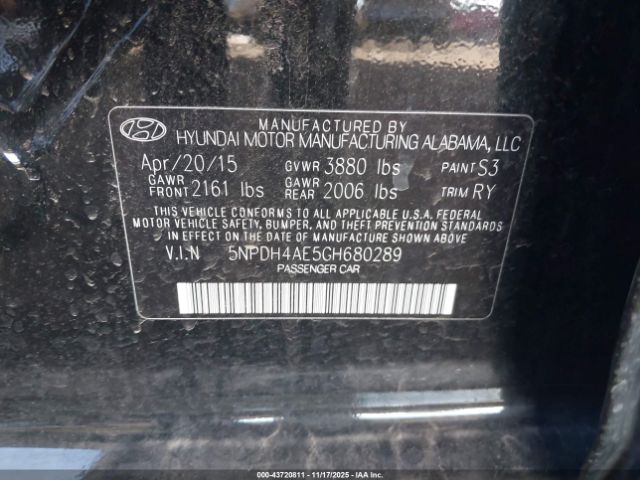 MANUFACTURED BY
HYUNDAI MOTOR MANUFACTURING ALABAMA, LLC
Apr/20/15 GVWR 3880 lbs PAINT S3
GAWR FRONT 2161 lbs GAWR REAR 2006 lbs TRIM RY
THIS VEHICLE CONFORMS TO ALL APPLICABLE U.S.A. FEDERAL
MOTOR VEHICLE SAFETY, BUMPER, AND THEFT PREVENTION STANDARDS
IN EFFECT ON THE DATE OF MANUFACTURE SHOWN ABOVE
V.I.N 5NPDH4AE5GH680289
PASSENGER CAR
000-43720811 - 11/17/2025 - IAAI.COM